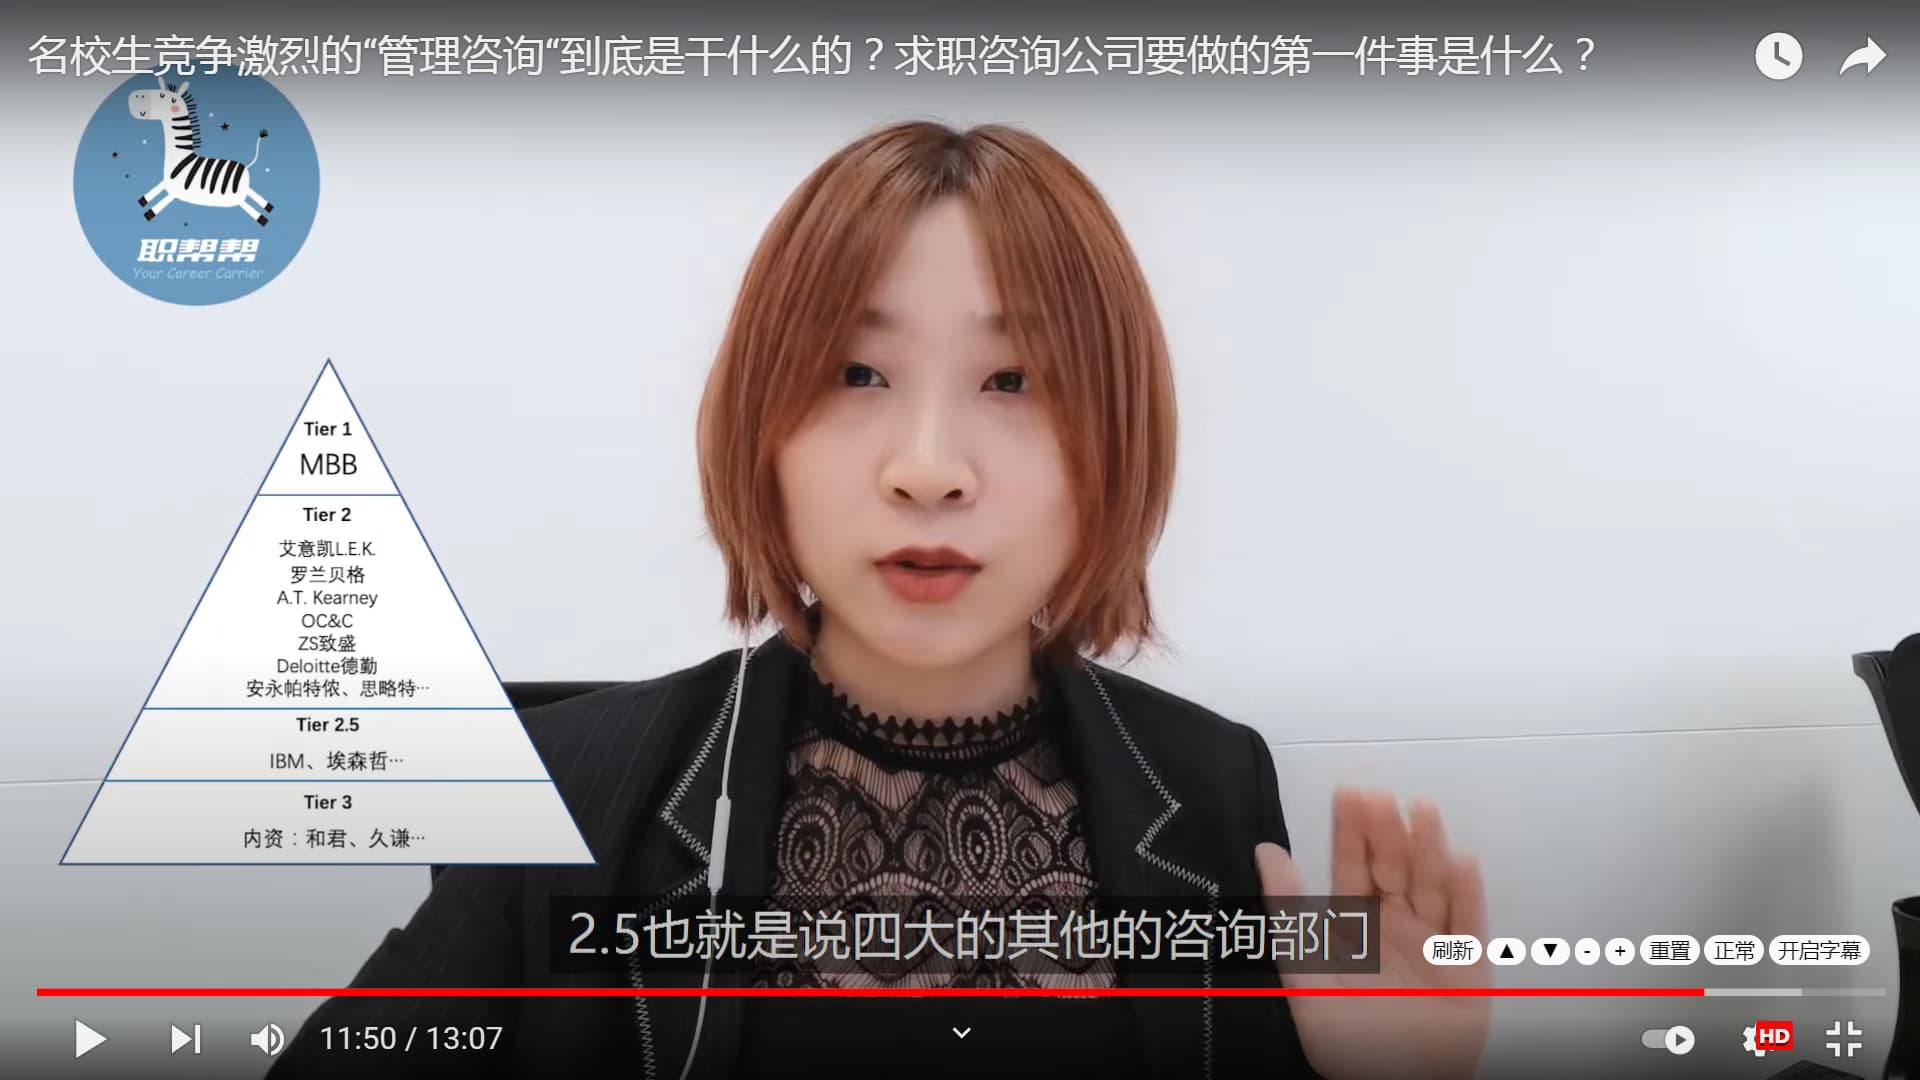 名校生竞争激烈的“管理咨询“到底是干什么的？求职咨询公司要做的第一件事是什么？
职帮帮
Your Career Carrier
Tier 1
MBB
Tier 2
艾意凯L.E.K.
罗兰贝格
A.T. Kearney
OC&C
ZS致盛
Deloitte德勤
安永帕特侬、思略特…
Tier 2.5
IBM、埃森哲…
Tier 3
内资：和君、久谦…
2.5也就是说四大的其他的咨询部门
刷新 ▲ ▼ - + 重置 正常 开启字幕
11:50 / 13:07
HD